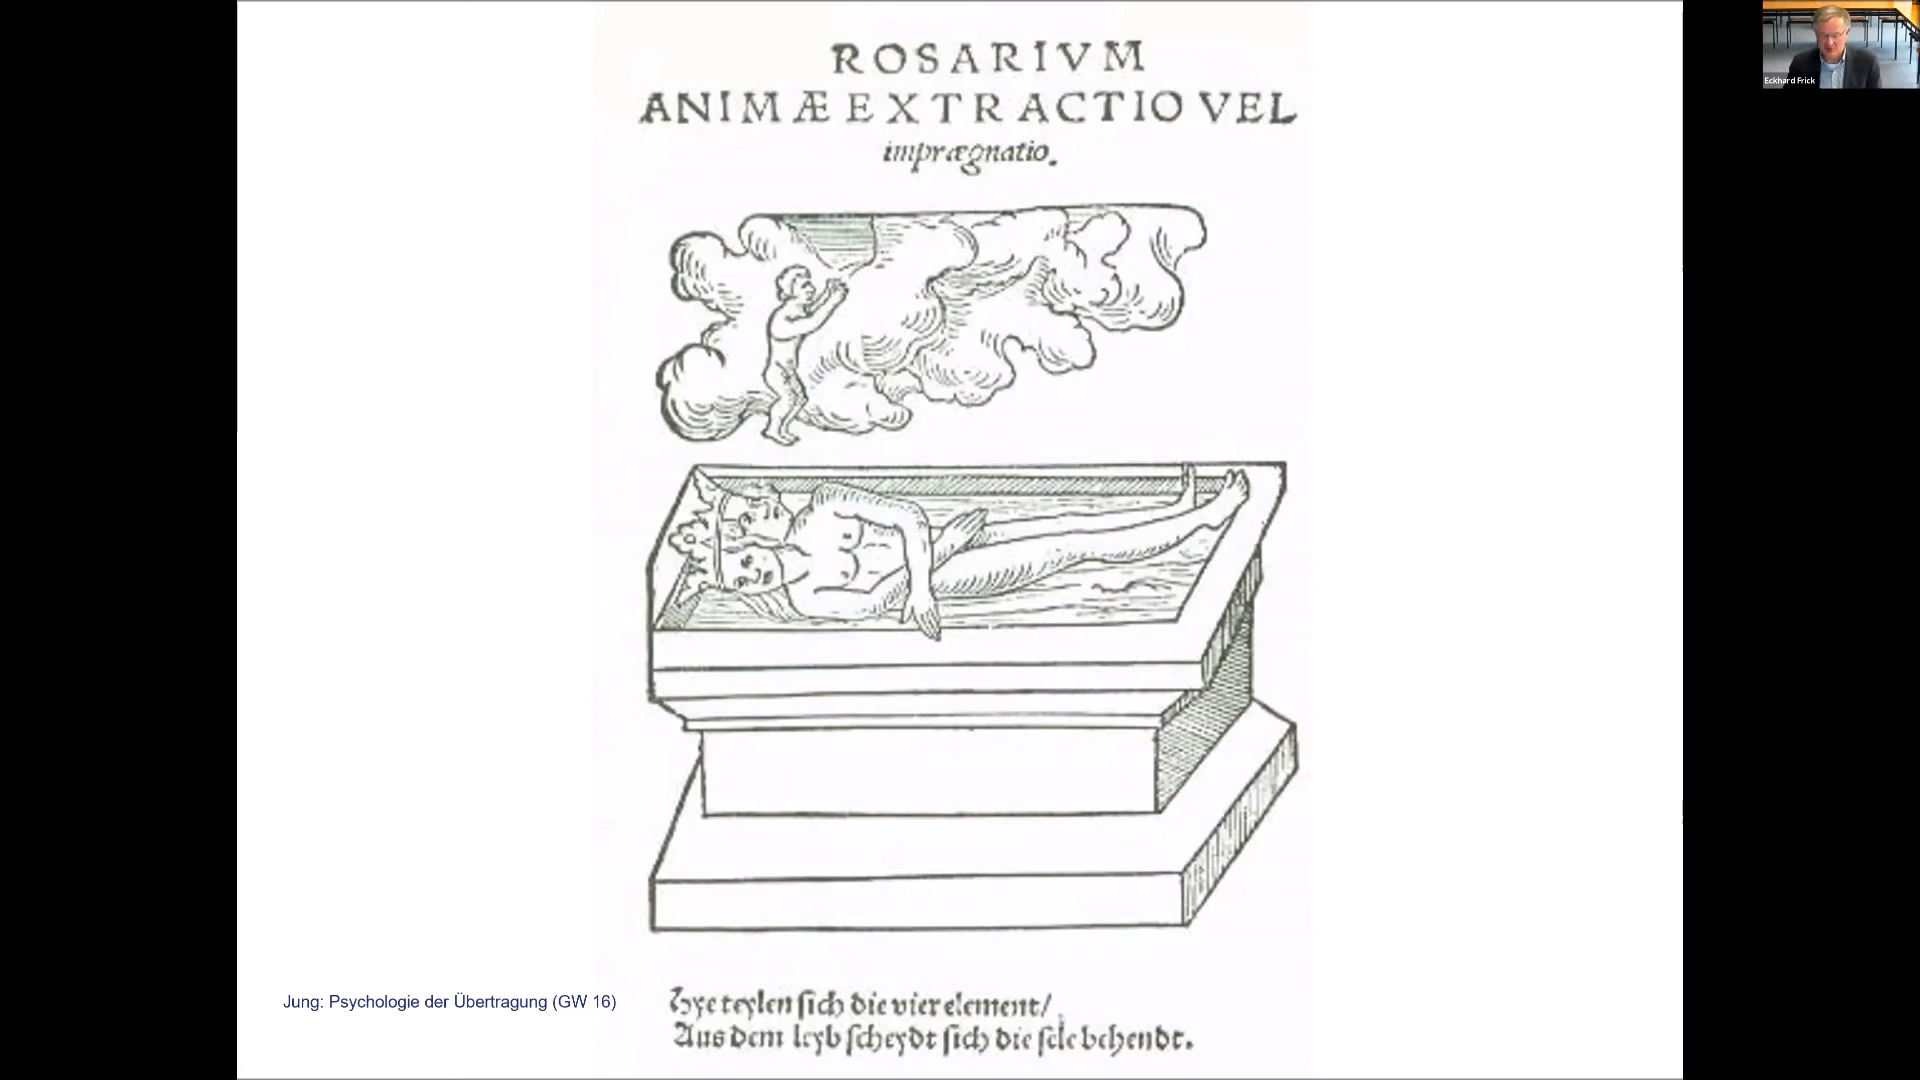 ROSARIVM
ANIMÆ EXTRACTIO VEL
imprægnatio.
Hye teylen sich die vier element/
Aus dem leyb scheydt sich die sele behendt.
Jung: Psychologie der Übertragung (GW 16)
Eckhard Frick